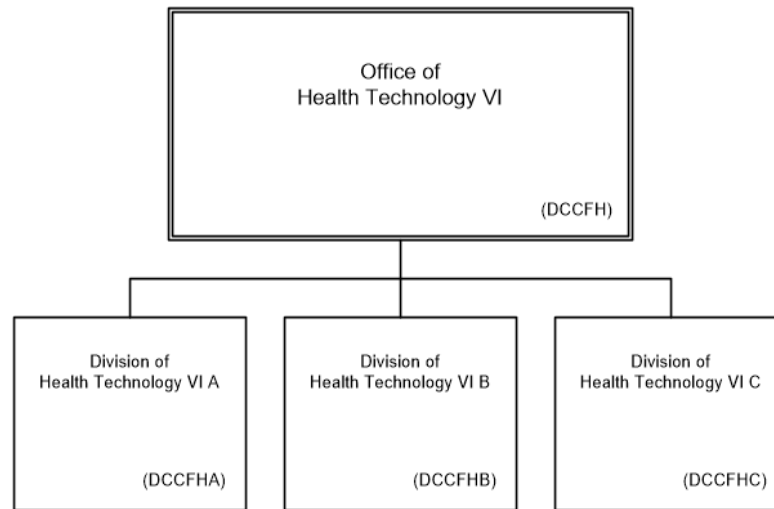 Office of
Health Technology VI
(DCCFH)
Division of
Health Technology VI A
(DCCFHA)
Division of
Health Technology VI B
(DCCFHB)
Division of
Health Technology VI C
(DCCFHC)